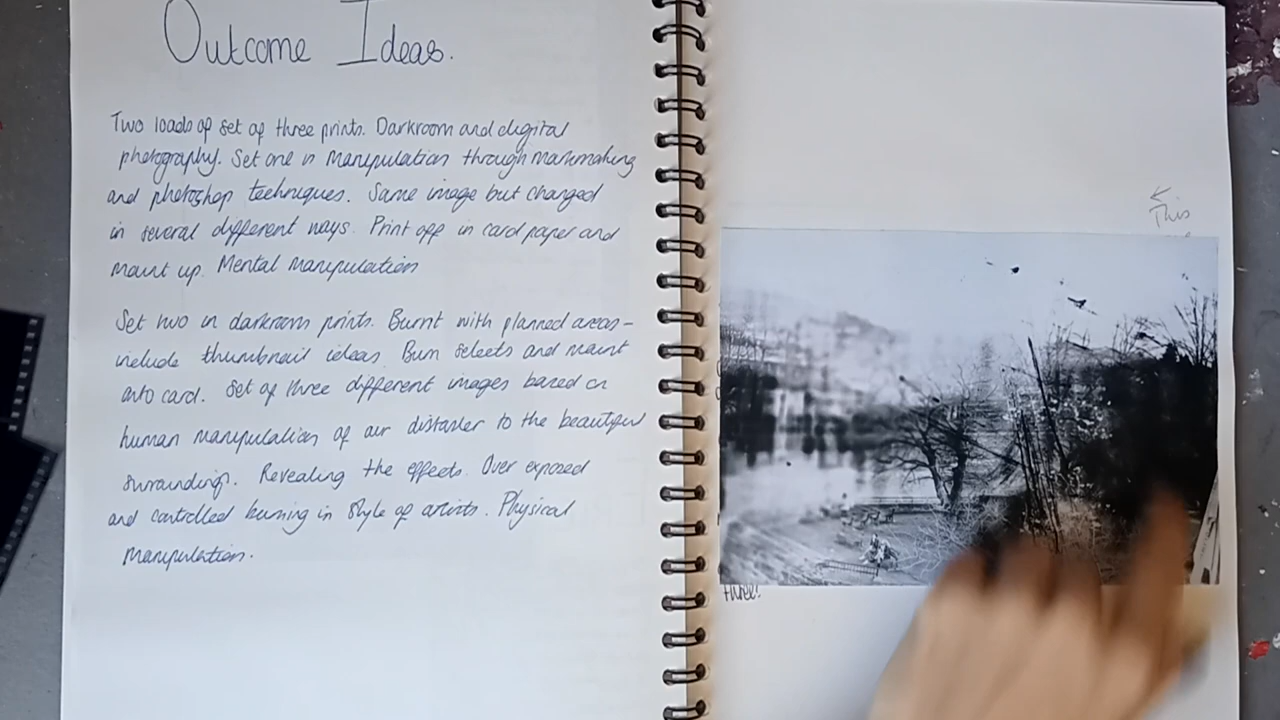 Outcome Ideas.
Two loads of set of three prints. Darkroom and digital
photography. Set one in Manipulation through markmaking
and photoshop techniques. Same image but changed
in several different ways. Print off in card paper and
mount up. Mental Manipulation
Set two in darkroom prints. Burnt with planned areas -
include thumbnail ideas. Burn selects and mount
onto card. Set of three different images based on
human manipulation of our distaster to the beautiful
surroundings. Revealing the effects. Over exposed
and controlled burning in style of artists. Physical
Manipulation.
← This
three!